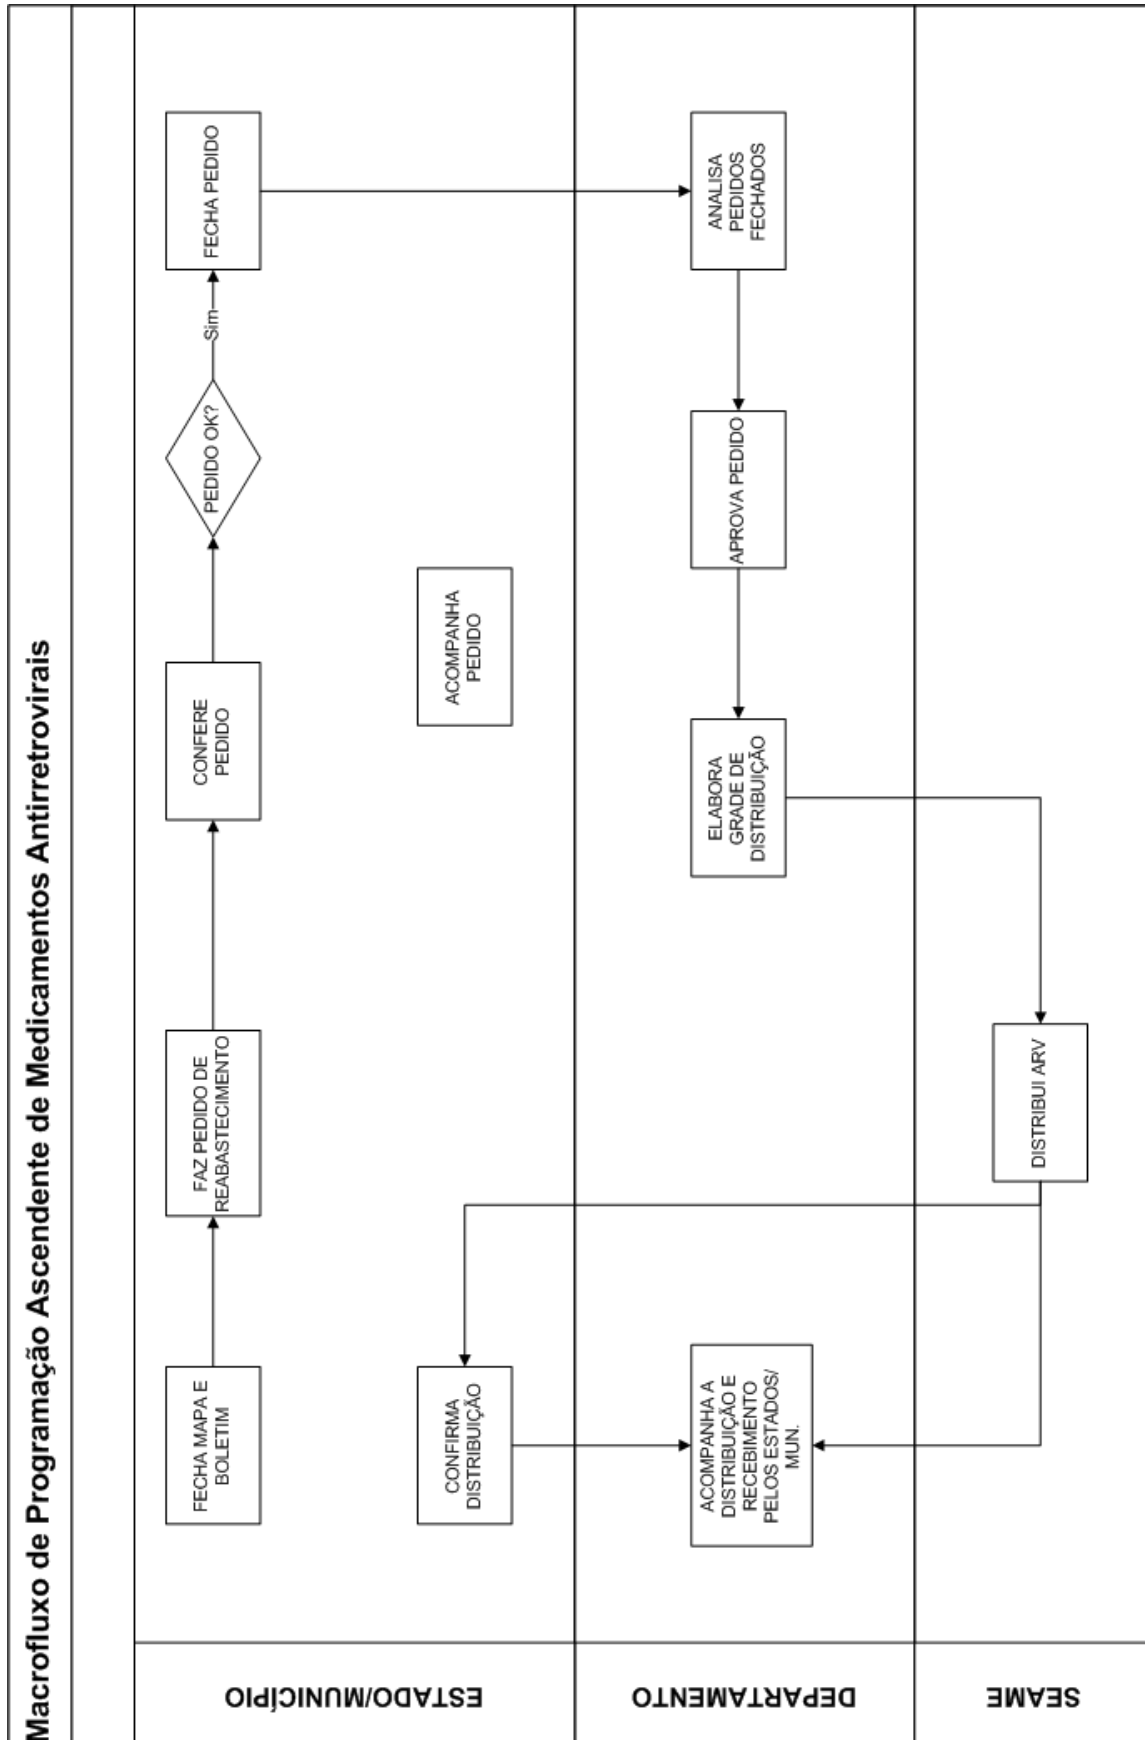 Macrofluxo de Programação Ascendente de Medicamentos Antirretrovirais
ESTADO/MUNICÍPIO
FECHA MAPA E
BOLETIM
FAZ PEDIDO DE
REABASTECIMENTO
CONFERE
PEDIDO
PEDIDO OK?
Sim
FECHA PEDIDO
CONFIRMA
DISTRIBUIÇÃO
ACOMPANHA
PEDIDO
DEPARTAMENTO
ACOMPANHA A
DISTRIBUIÇÃO E
RECEBIMENTO
PELOS ESTADOS/
MUN.
ELABORA
GRADE DE
DISTRIBUIÇÃO
APROVA PEDIDO
ANALISA
PEDIDOS
FECHADOS
SEAME
DISTRIBUI ARV